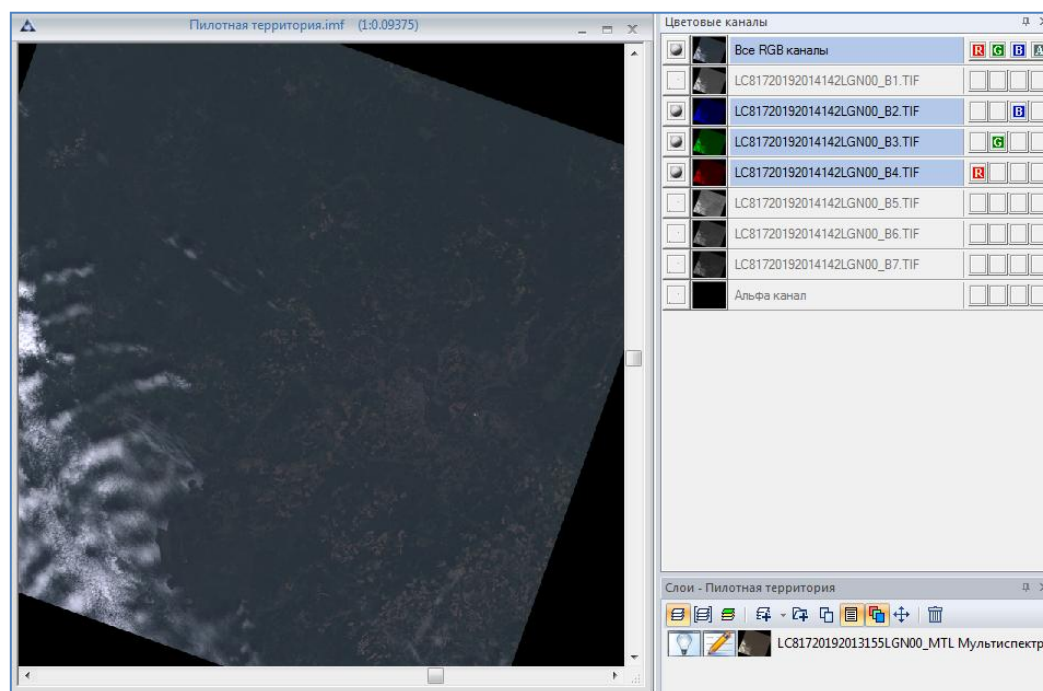 Пилотная территория.imf (1:0.09375)
Цветовые каналы
Все RGB каналы R G B A
LC81720192014142LGN00_B1.TIF
LC81720192014142LGN00_B2.TIF B
LC81720192014142LGN00_B3.TIF G
LC81720192014142LGN00_B4.TIF R
LC81720192014142LGN00_B5.TIF
LC81720192014142LGN00_B6.TIF
LC81720192014142LGN00_B7.TIF
Альфа канал
Слои - Пилотная территория
LC81720192013155LGN00_MTL Мультиспектр